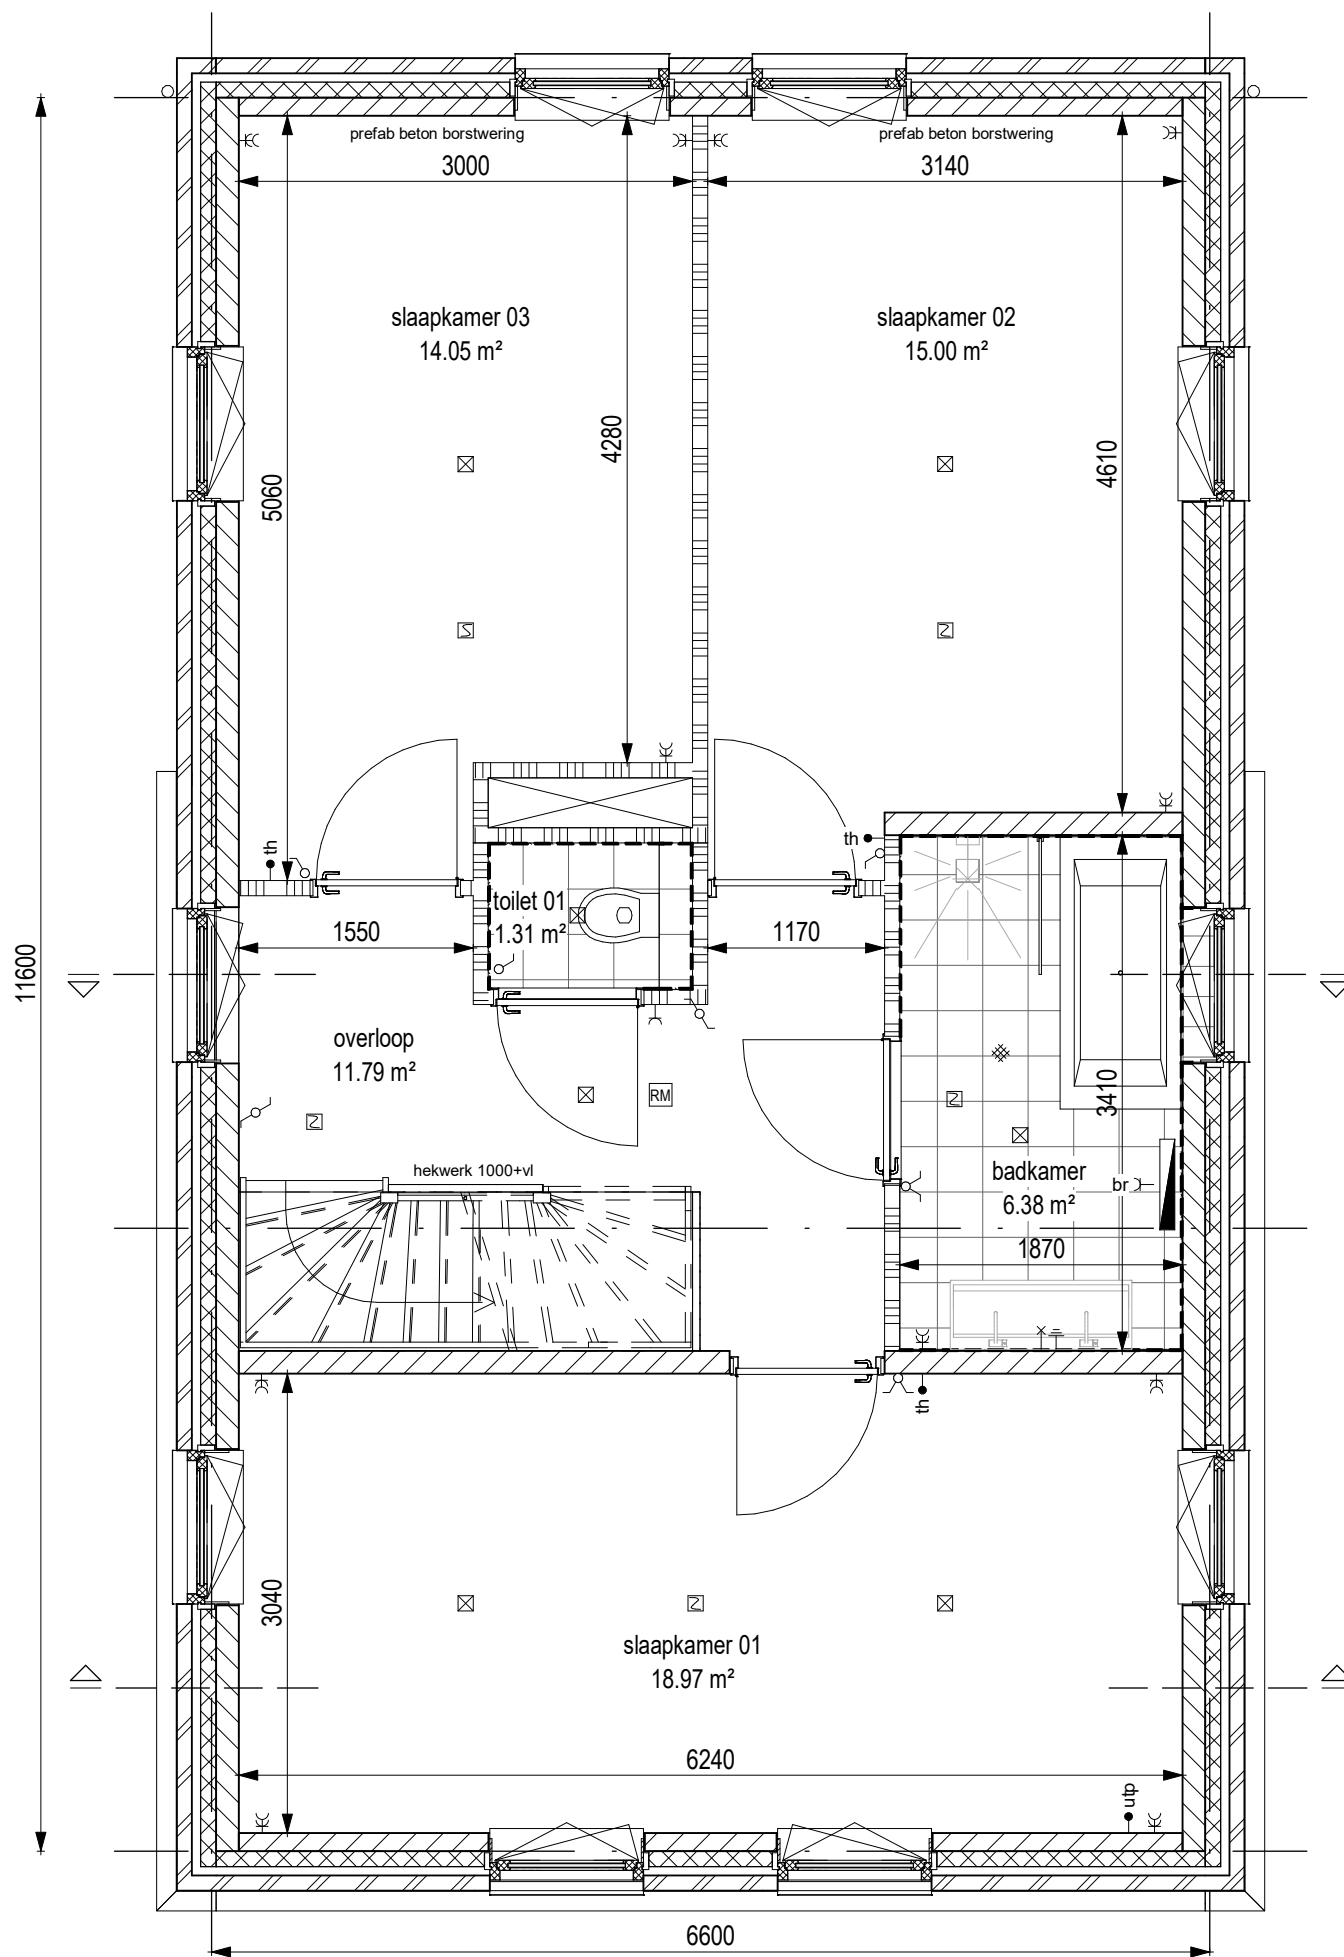 prefab beton borstwering
prefab beton borstwering
3000
3140
slaapkamer 03
14.05 m²
slaapkamer 02
15.00 m²
4280
4610
5060
th
th
toilet 01
1.31 m²
1550
1170
11600
overloop
11.79 m²
RM
3410
hekwerk 1000+vl
badkamer
6.38 m²
br
1870
th
3040
slaapkamer 01
18.97 m²
6240
utp
6600